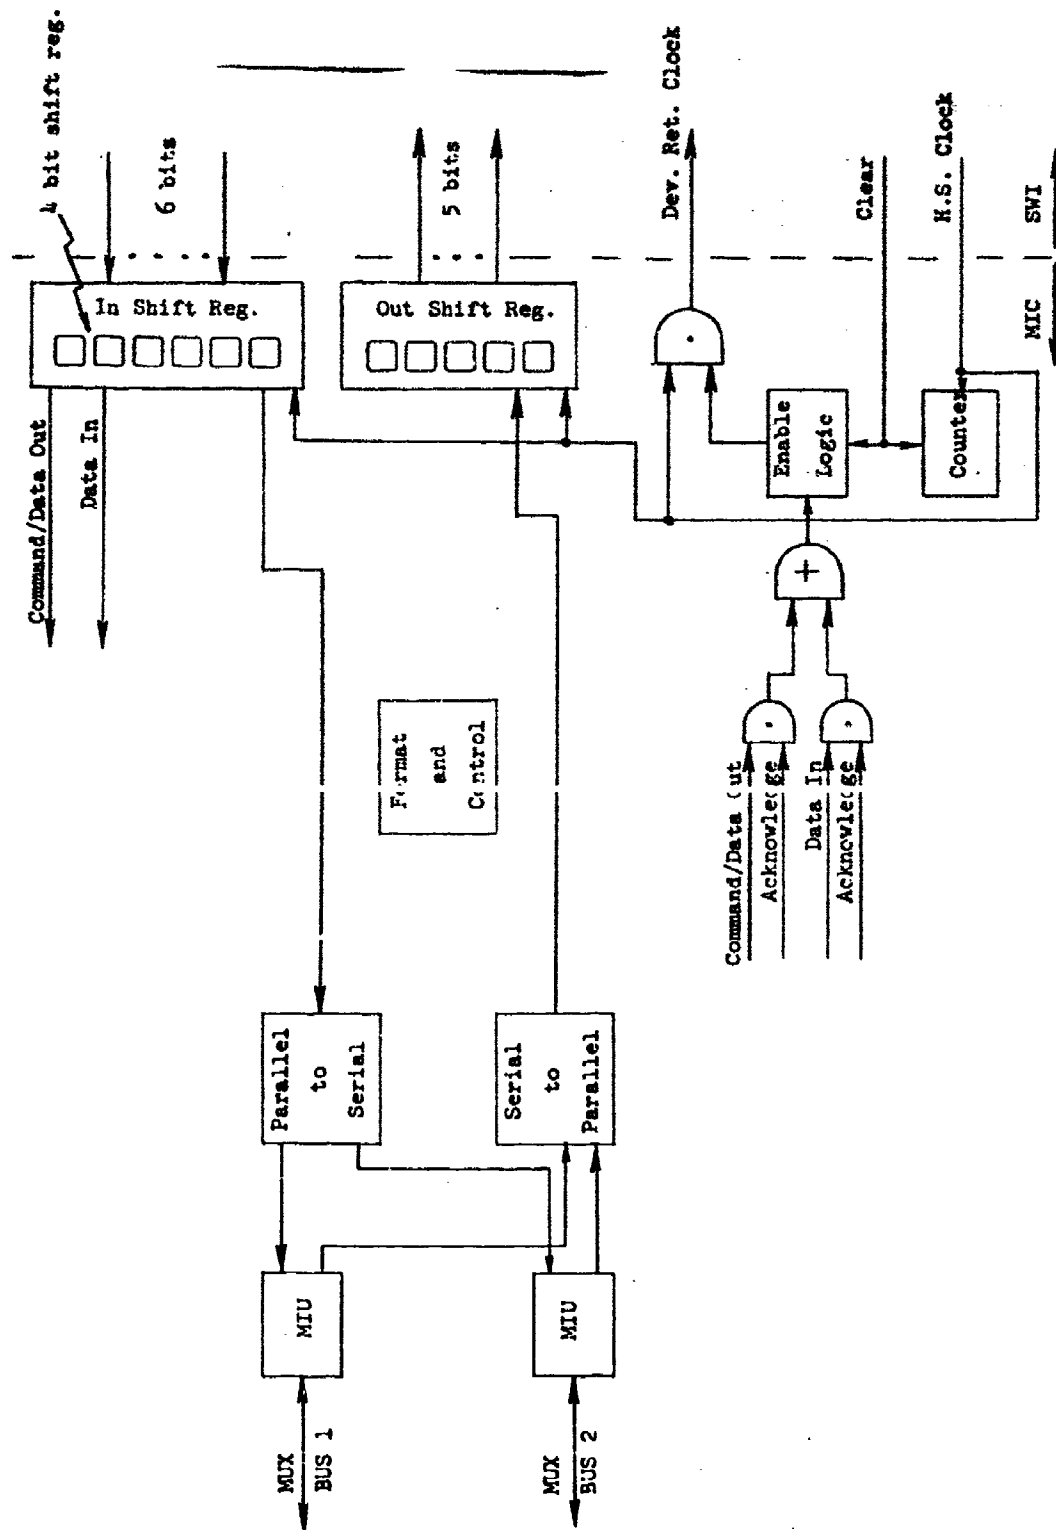 4 bit shift reg.
6 bits
5 bits
Dev. Ret. Clock
Clear
H.S. Clock
SWI
MIC
In Shift Reg.
Out Shift Reg.
Command/Data Out
Data In
Enable
Logic
Counter
+
Format
and
Control
Command/Data Out
Acknowledge
Data In
Acknowledge
Parallel
to
Serial
Serial
to
Parallel
MIU
MIU
MUX
BUS 1
MUX
BUS 2